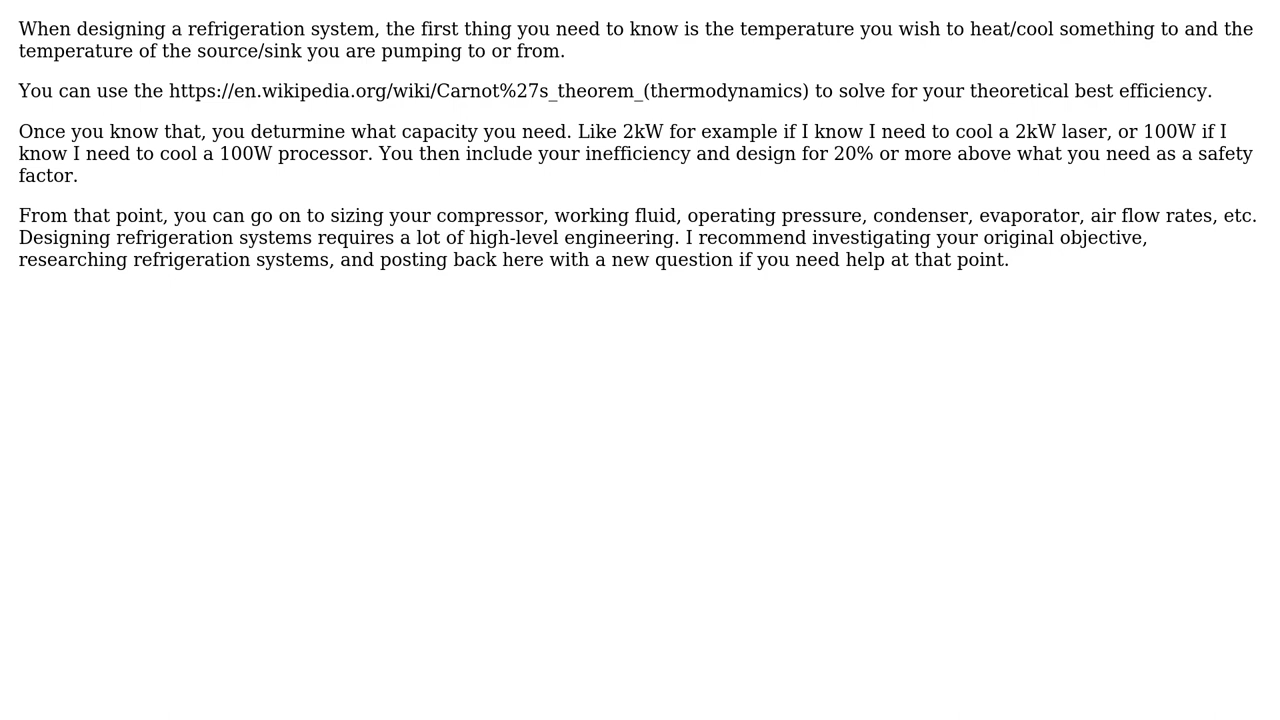 When designing a refrigeration system, the first thing you need to know is the temperature you wish to heat/cool something to and the
temperature of the source/sink you are pumping to or from.
You can use the https://en.wikipedia.org/wiki/Carnot%27s_theorem_(thermodynamics) to solve for your theoretical best efficiency.
Once you know that, you deturmine what capacity you need. Like 2kW for example if I know I need to cool a 2kW laser, or 100W if I
know I need to cool a 100W processor. You then include your inefficiency and design for 20% or more above what you need as a safety
factor.
From that point, you can go on to sizing your compressor, working fluid, operating pressure, condenser, evaporator, air flow rates, etc.
Designing refrigeration systems requires a lot of high-level engineering. I recommend investigating your original objective,
researching refrigeration systems, and posting back here with a new question if you need help at that point.